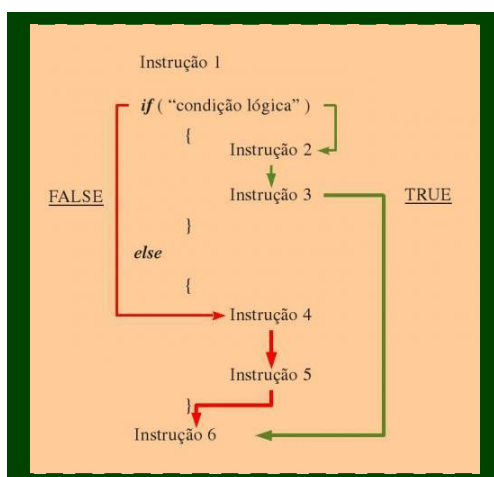 Instrução 1
if ( “condição lógica” )
{
Instrução 2
FALSE
Instrução 3
TRUE
}
else
{
Instrução 4
Instrução 5
}
Instrução 6